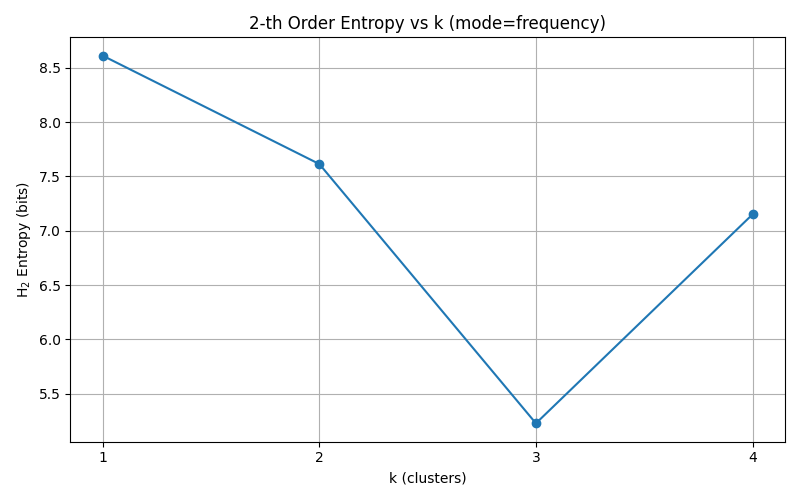 2-th Order Entropy vs k (mode=frequency)
H₂ Entropy (bits)
8.5
8.0
7.5
7.0
6.5
6.0
5.5
1 2 3 4
k (clusters)